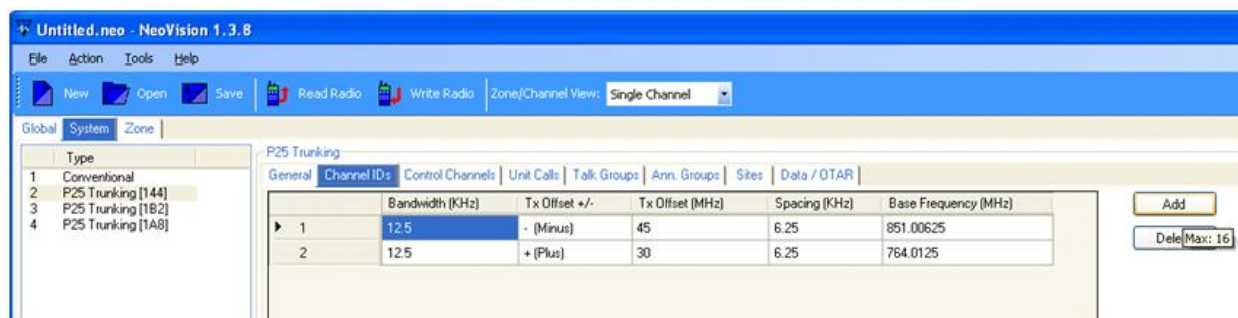 Untitled.neo - NeoVision 1.3.8
File Action Tools Help
New Open Save Read Radio Write Radio Zone/Channel View: Single Channel
Global System Zone
Type
1 Conventional
2 P25 Trunking [144]
3 P25 Trunking [1B2]
4 P25 Trunking [1A8]
P25 Trunking
General Channel IDs Control Channels Unit Calls Talk Groups Ann. Groups Sites Data / OTAR
Bandwidth (KHz) Tx Offset +/- Tx Offset (MHz) Spacing (KHz) Base Frequency (MHz)
1 12.5 - (Minus) 45 6.25 851.00625
2 12.5 + (Plus) 30 6.25 764.0125
Add
Dele
Max: 16